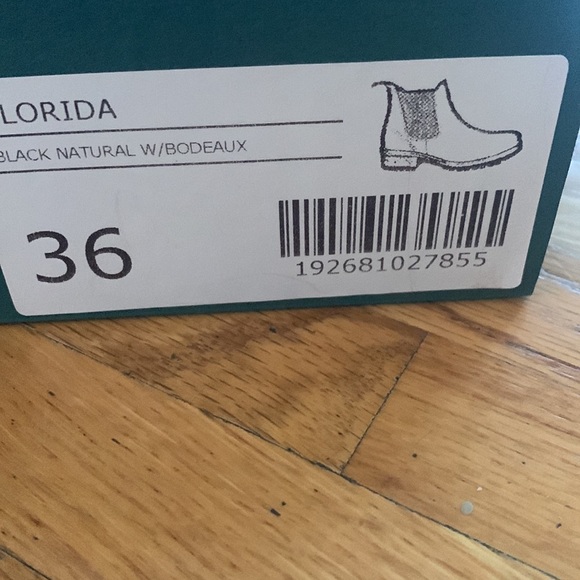 LORIDA
BLACK NATURAL W/BODEAUX
36
192681027855